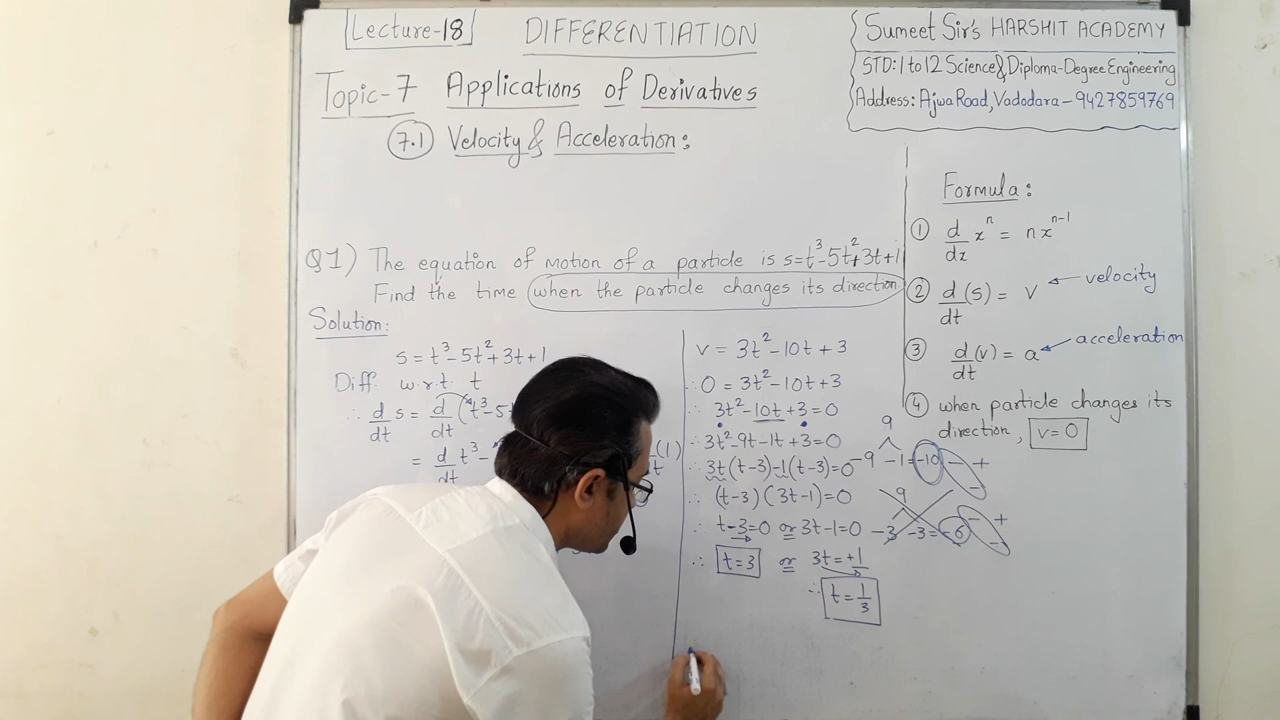 Lecture-18
DIFFERENTIATION
Topic-7 Applications of Derivatives
7.1 Velocity & Acceleration:
Sumeet Sir's HARSHIT ACADEMY
STD: 1 to 12 Science & Diploma-Degree Engineering
Address: Ajwa Road, Vadodara - 9427859769
Q1) The equation of motion of a particle is s=t³-5t²+3t+1
Find the time when the particle changes its direction
Solution:
s = t³-5t²+3t+1
Diff. w.r.t. t
∴ d/dt s = d/dt (t³-5
= d/dt t³-
(1)
v = 3t²-10t+3
∴ 0 = 3t²-10t+3
∴ 3t²-10t+3=0
∴ 3t²-9t-1t+3=0
∴ 3t(t-3)-1(t-3)=0
∴ (t-3)(3t-1)=0
∴ t-3=0 or 3t-1=0
∴ t=3 or 3t=+1
∴ t=1/3
9
-9 -1=-10 - +
-
9
-3 -3=-6 - +
-
Formula:
① d/dx xⁿ = nxⁿ⁻¹
② d/dt (s) = v ← velocity
③ d/dt (v) = a ← acceleration
④ when particle changes its
direction, v=0